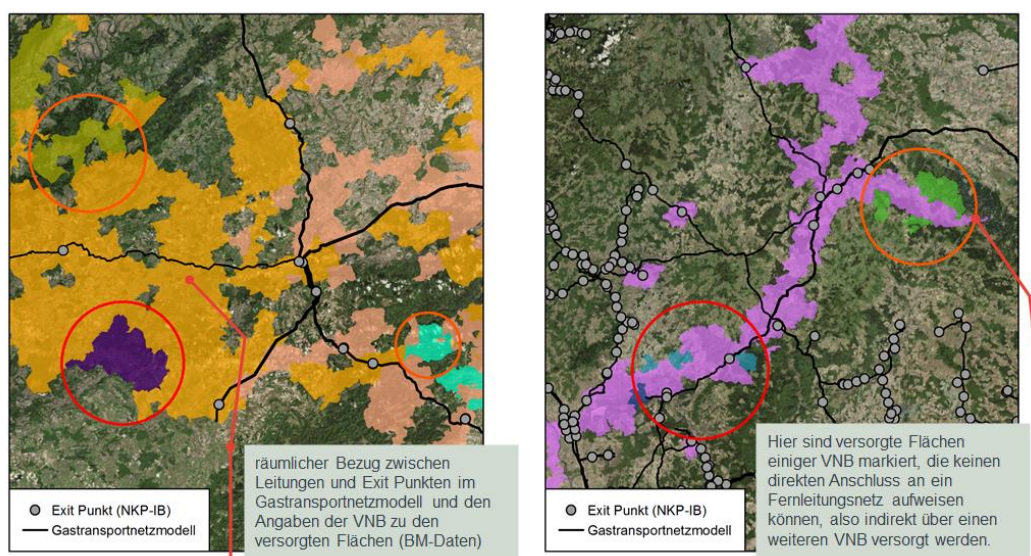 räumlicher Bezug zwischen
Leitungen und Exit Punkten im
Gastransportnetzmodell und den
Angaben der VNB zu den
versorgten Flächen (BM-Daten)
Exit Punkt (NKP-IB)
Gastransportnetzmodell
Hier sind versorgte Flächen
einiger VNB markiert, die keinen
direkten Anschluss an ein
Fernleitungsnetz aufweisen
können, also indirekt über einen
weiteren VNB versorgt werden.
Exit Punkt (NKP-IB)
Gastransportnetzmodell